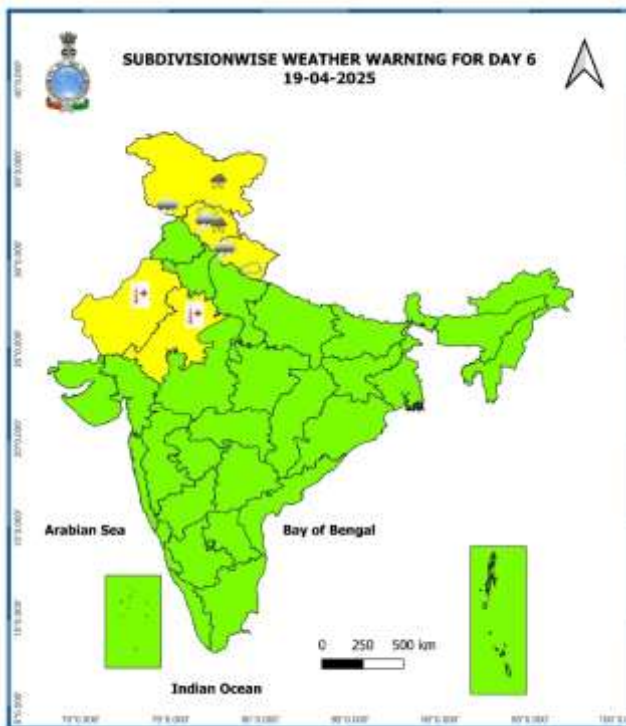 SUBDIVISIONWISE WEATHER WARNING FOR DAY 6
19-04-2025
Arabian Sea
Bay of Bengal
0 250 500 km
Indian Ocean